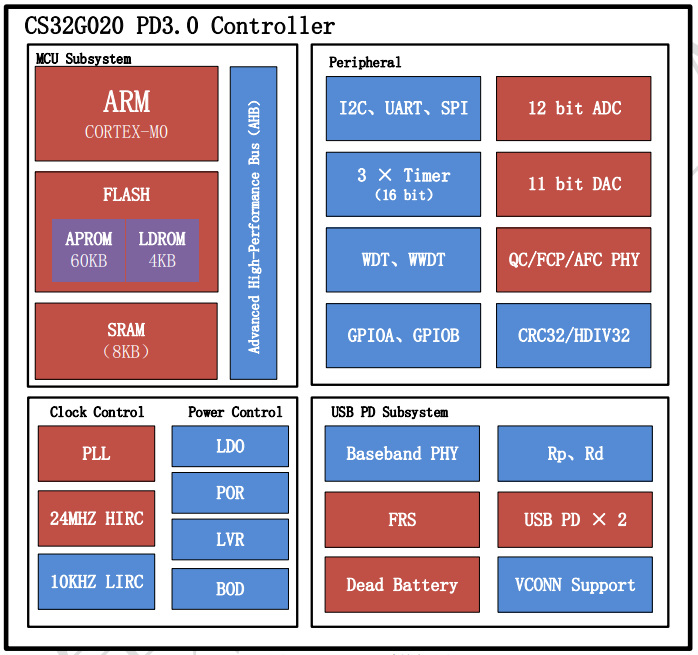 CS32G020 PD3.0 Controller
MCU Subsystem
ARM
CORTEX-M0
FLASH
APROM LDROM
60KB 4KB
SRAM
(8KB)
Advanced High-Performance Bus (AHB)
Peripheral
I2C、UART、SPI
12 bit ADC
3 × Timer
(16 bit)
11 bit DAC
WDT、WWDT
QC/FCP/AFC PHY
GPIOA、GPIOB
CRC32/HDIV32
Clock Control
PLL
24MHZ HIRC
10KHZ LIRC
Power Control
LDO
POR
LVR
BOD
USB PD Subsystem
Baseband PHY
Rp、Rd
FRS
USB PD × 2
Dead Battery
VCONN Support